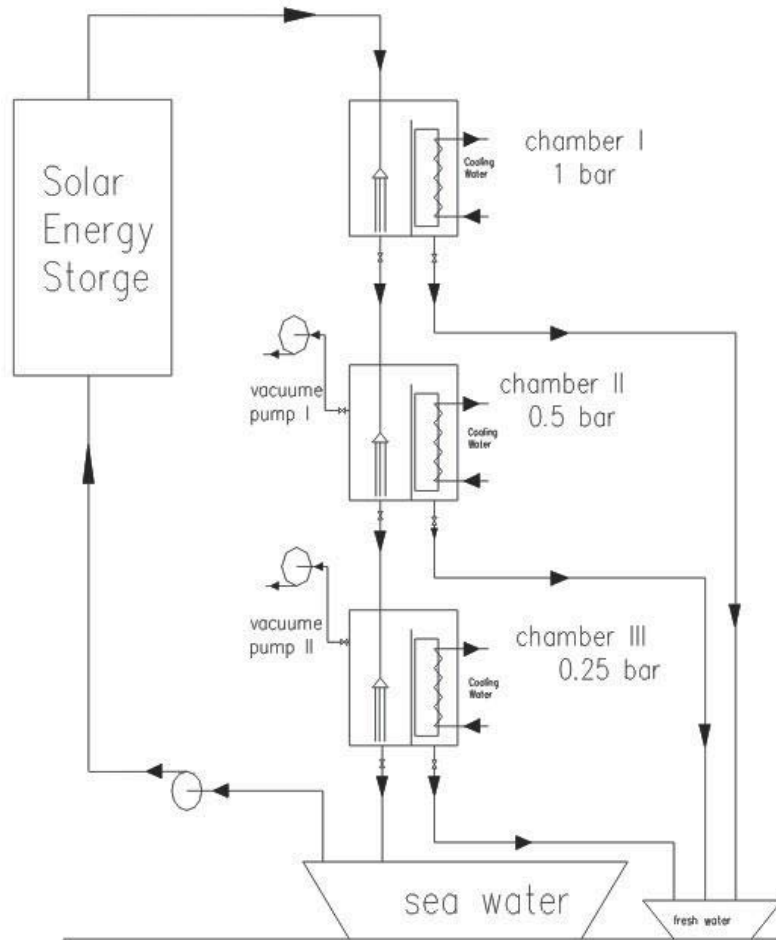 Solar
Energy
Storge
chamber I
1 bar
Cooling
Water
vacuume
pump I
chamber II
0.5 bar
Cooling
Water
vacuume
pump II
chamber III
0.25 bar
Cooling
Water
sea water
fresh water